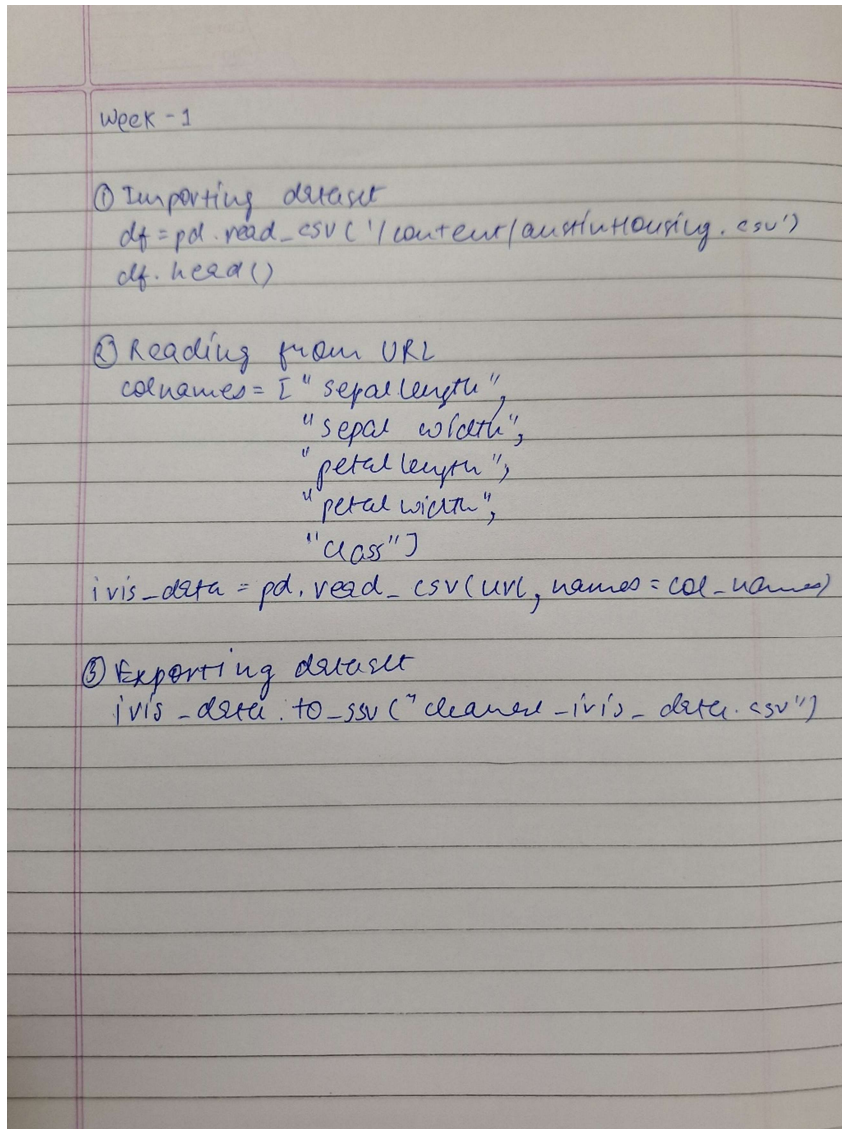 Week - 1
① Importing dataset
df = pd.read_csv('/content/austinHousing.csv')
df.head()
② Reading from URL
colnames = ["sepal length",
"sepal width",
"petal length",
"petal width",
"class"]
iris_data = pd.read_csv(url, names = col_names)
③ Exporting dataset
iris_data.to_ssv("cleaned_iris_data.csv")